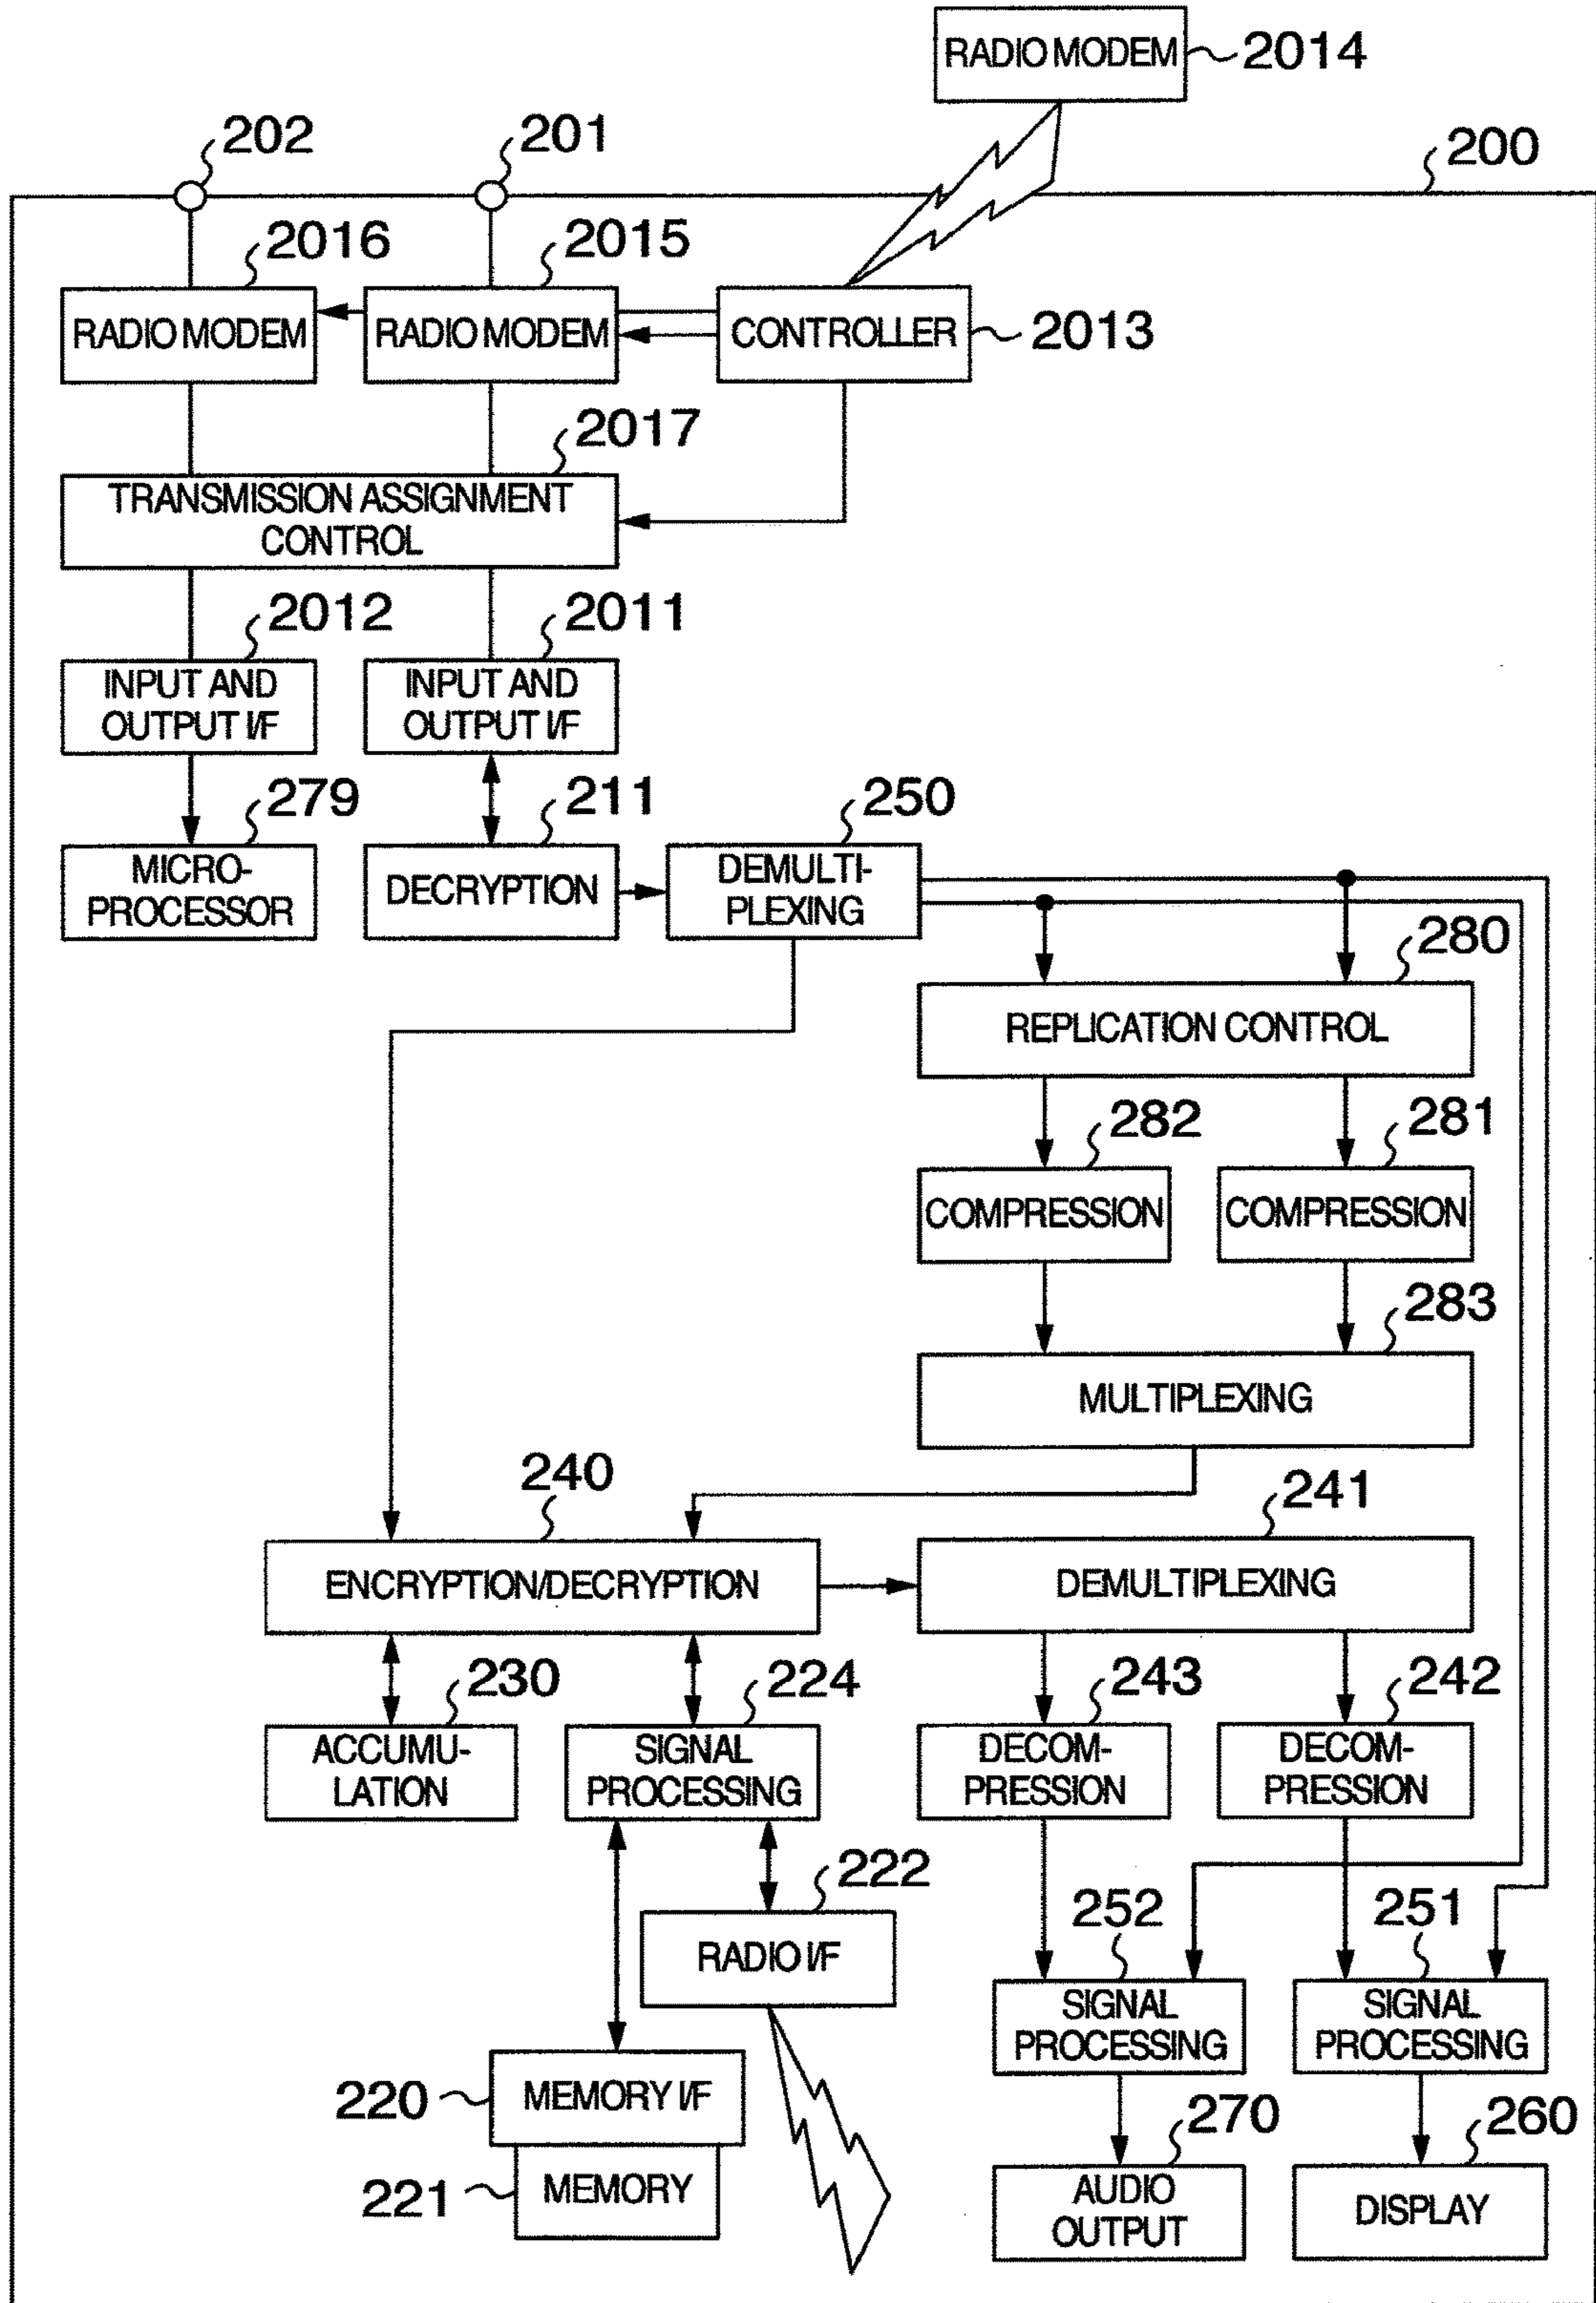 RADIO MODEM
2014
202
201
200
2016
2015
RADIO MODEM
RADIO MODEM
CONTROLLER
2013
2017
TRANSMISSION ASSIGNMENT
CONTROL
2012
2011
INPUT AND
OUTPUT I/F
INPUT AND
OUTPUT I/F
279
211
250
MICRO-
PROCESSOR
DECRYPTION
DEMULTI-
PLEXING
280
REPLICATION CONTROL
282
281
COMPRESSION
COMPRESSION
283
MULTIPLEXING
240
241
ENCRYPTION/DECRYPTION
DEMULTIPLEXING
230
224
243
242
ACCUMU-
LATION
SIGNAL
PROCESSING
DECOM-
PRESSION
DECOM-
PRESSION
222
RADIO I/F
252
251
SIGNAL
PROCESSING
SIGNAL
PROCESSING
220
MEMORY I/F
221
MEMORY
270
260
AUDIO
OUTPUT
DISPLAY